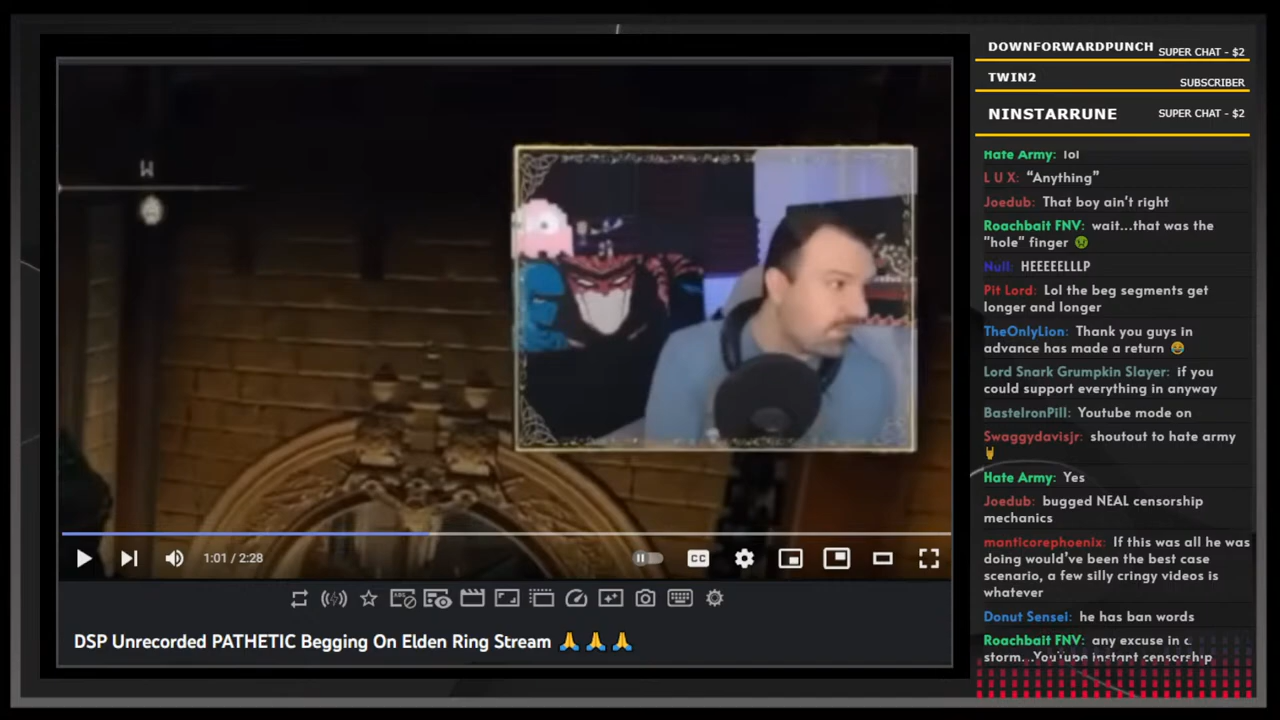 DOWNFORWARDPUNCH SUPER CHAT - $2
TWIN2 SUBSCRIBER
NINSTARRUNE SUPER CHAT - $2
Hate Army: lol
L U X: “Anything”
Joedub: That boy ain't right
Roachbait FNV: wait...that was the
"hole" finger 🤢
Null: HEEEEELLLP
Pit Lord: Lol the beg segments get
longer and longer
TheOnlyLion: Thank you guys in
advance has made a return 😂
Lord Snark Grumpkin Slayer: if you
could support everything in anyway
BasteIronPill: Youtube mode on
Swaggydavisjr: shoutout to hate army
🤘
Hate Army: Yes
Joedub: bugged NEAL censorship
mechanics
manticorephoenix: If this was all he was
doing would've been the best case
scenario, a few silly cringy videos is
whatever
Donut Sensei: he has ban words
Roachbait FNV: any excuse in a
storm...YouTube instant censorship
W
1:01 / 2:28
CC
DSP Unrecorded PATHETIC Begging On Elden Ring Stream 🙏🙏🙏